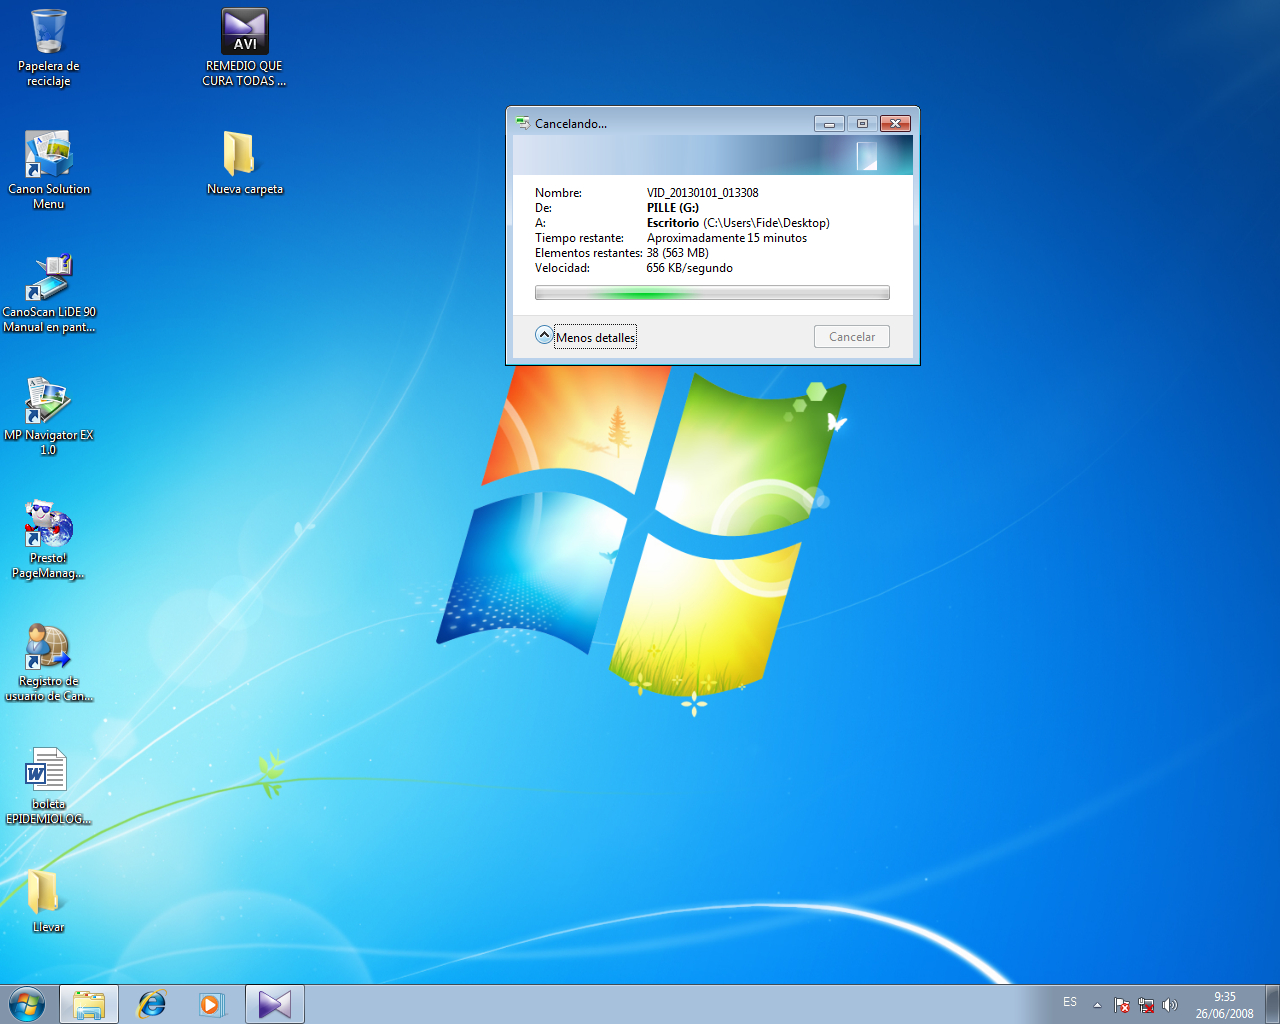 Papelera de
reciclaje
AVI
REMEDIO QUE
CURA TODAS ...
Canon Solution
Menu
Nueva carpeta
CanoScan LiDE 90
Manual en pant...
MP Navigator EX
1.0
Presto!
PageManag...
Registro de
usuario de Can...
boleta
EPIDEMIOLOG...
Llevar
Cancelando...
Nombre: VID_20130101_013308
De: PILLE (G:)
A: Escritorio (C:\Users\Fide\Desktop)
Tiempo restante: Aproximadamente 15 minutos
Elementos restantes: 38 (563 MB)
Velocidad: 656 KB/segundo
Menos detalles
Cancelar
ES
9:35
26/06/2008